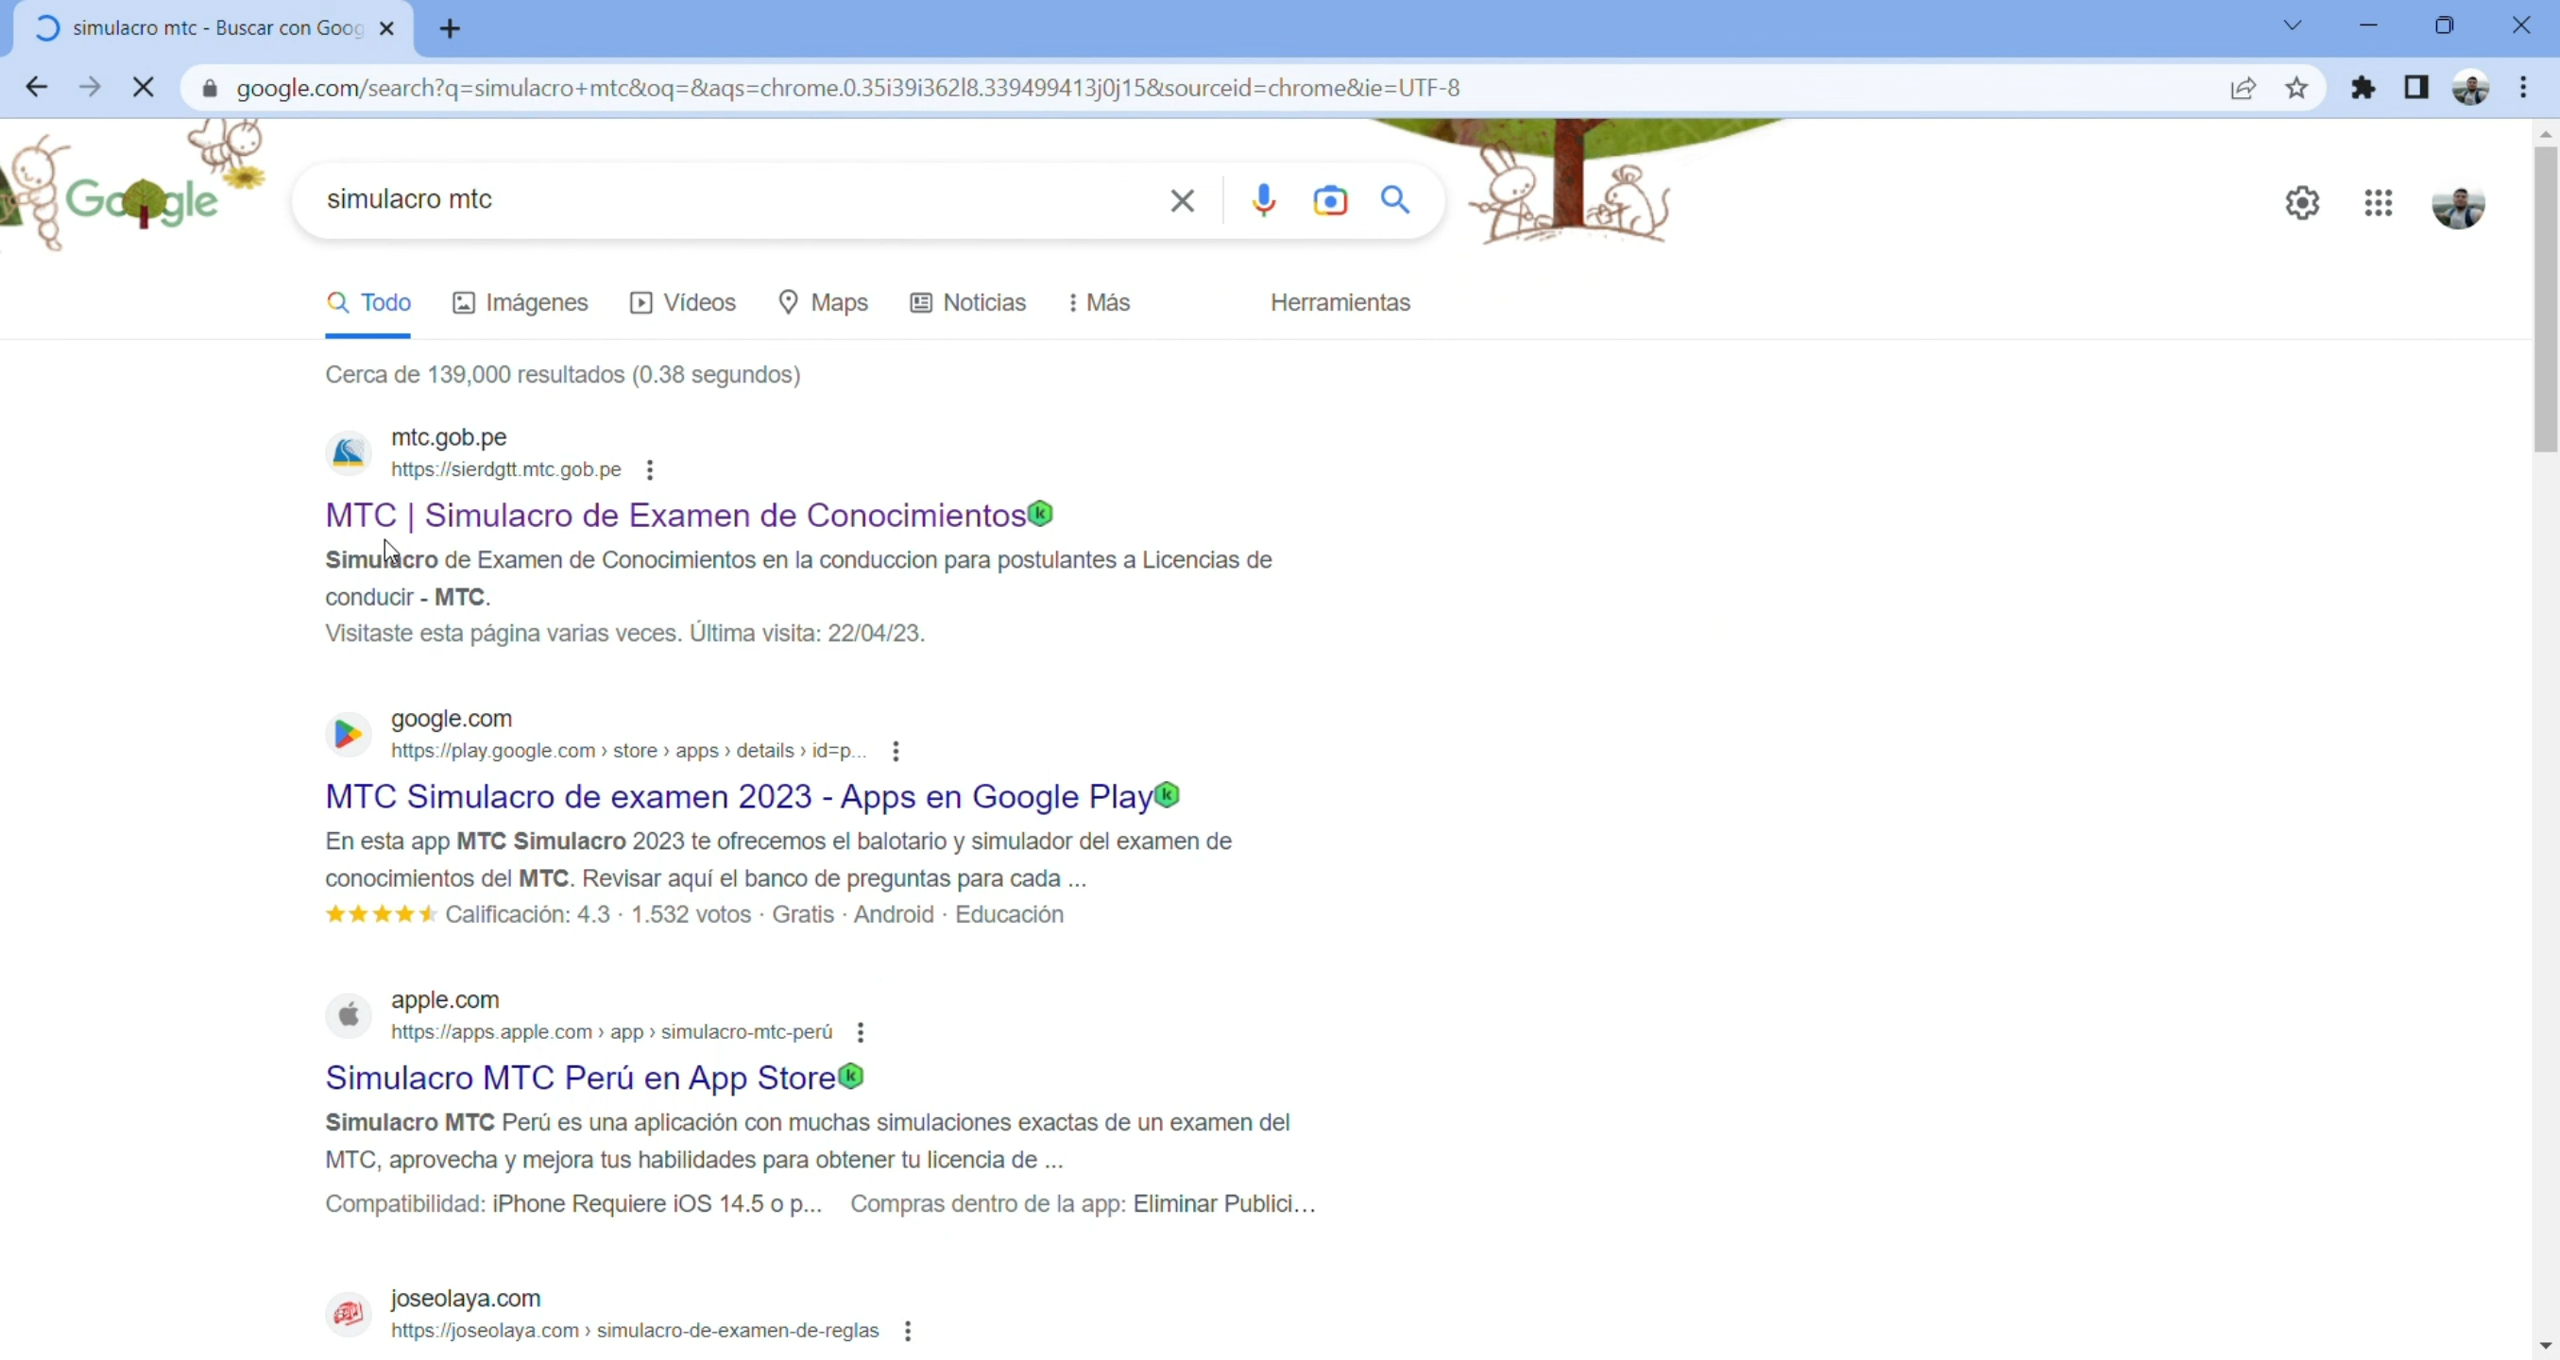 simulacro mtc - Buscar con Goog
google.com/search?q=simulacro+mtc&oq=&aqs=chrome.0.35i39i362l8.339499413j0j15&sourceid=chrome&ie=UTF-8
Google
simulacro mtc
Todo Imágenes Vídeos Maps Noticias Más Herramientas
Cerca de 139,000 resultados (0.38 segundos)
mtc.gob.pe
https://sierdgtt.mtc.gob.pe
MTC | Simulacro de Examen de Conocimientos
Simulacro de Examen de Conocimientos en la conduccion para postulantes a Licencias de
conducir - MTC.
Visitaste esta página varias veces. Última visita: 22/04/23.
google.com
https://play.google.com › store › apps › details › id=p...
MTC Simulacro de examen 2023 - Apps en Google Play
En esta app MTC Simulacro 2023 te ofrecemos el balotario y simulador del examen de
conocimientos del MTC. Revisar aquí el banco de preguntas para cada ...
Calificación: 4.3 · 1.532 votos · Gratis · Android · Educación
apple.com
https://apps.apple.com › app › simulacro-mtc-perú
Simulacro MTC Perú en App Store
Simulacro MTC Perú es una aplicación con muchas simulaciones exactas de un examen del
MTC, aprovecha y mejora tus habilidades para obtener tu licencia de ...
Compatibilidad: iPhone Requiere iOS 14.5 o p... Compras dentro de la app: Eliminar Publici...
joseolaya.com
https://joseolaya.com › simulacro-de-examen-de-reglas